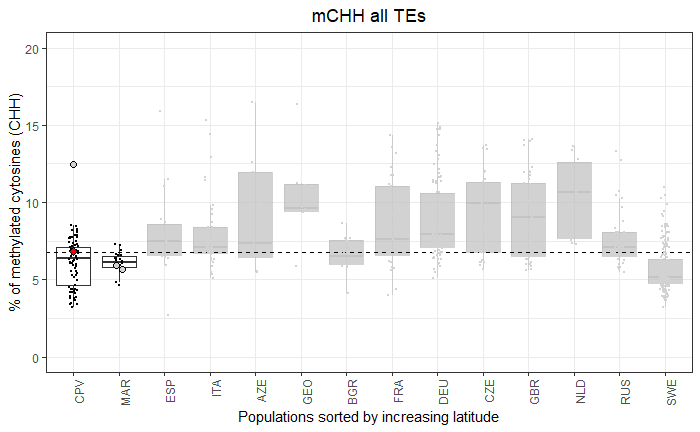 mCHH all TEs
% of methylated cytosines (CHH)
20
15
10
5
0
CPV
MAR
ESP
ITA
AZE
GEO
BGR
FRA
DEU
CZE
GBR
NLD
RUS
SWE
Populations sorted by increasing latitude